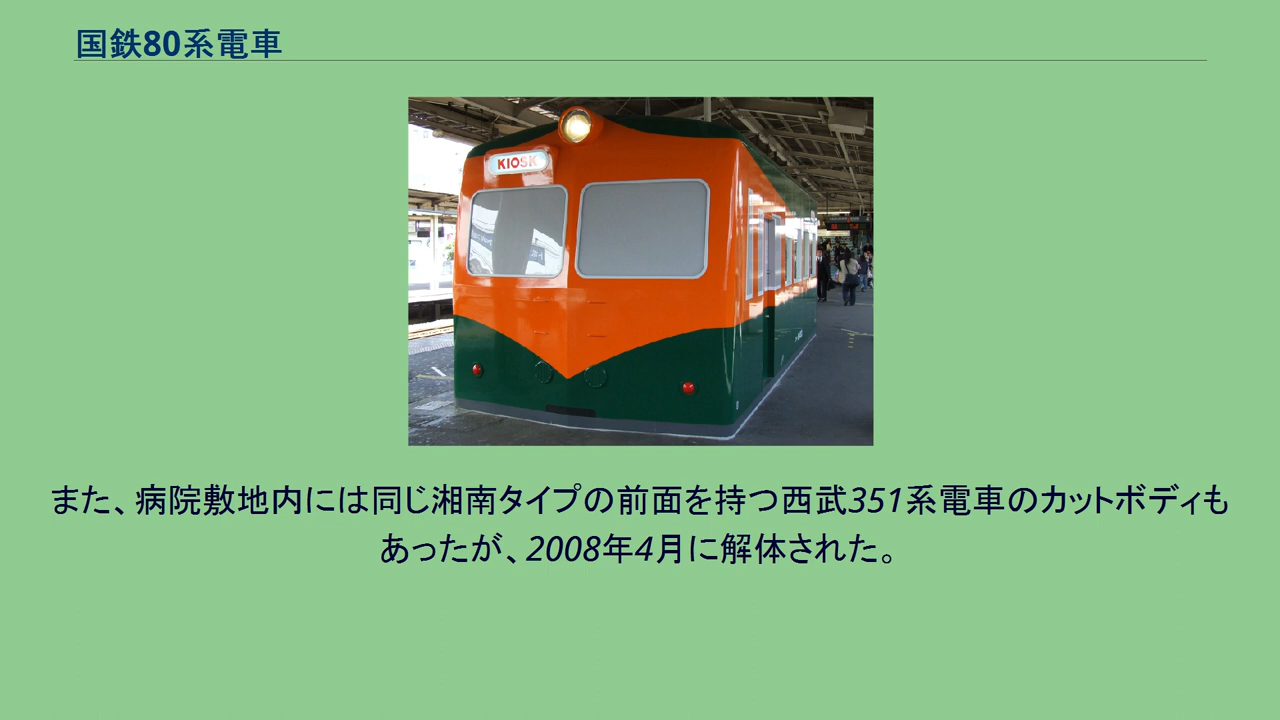 国鉄80系電車
KIOSK
また、病院敷地内には同じ湘南タイプの前面を持つ西武351系電車のカットボディも
あったが、2008年4月に解体された。